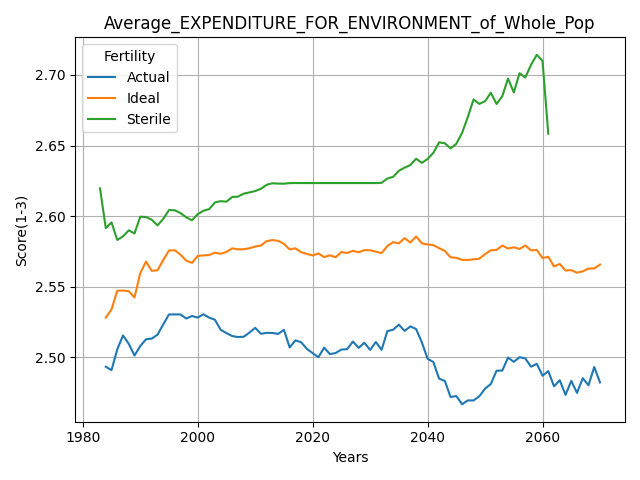 Average_EXPENDITURE_FOR_ENVIRONMENT_of_Whole_Pop
Fertility
Actual
Ideal
Sterile
Score(1-3)
2.70
2.65
2.60
2.55
2.50
1980
2000
2020
2040
2060
Years